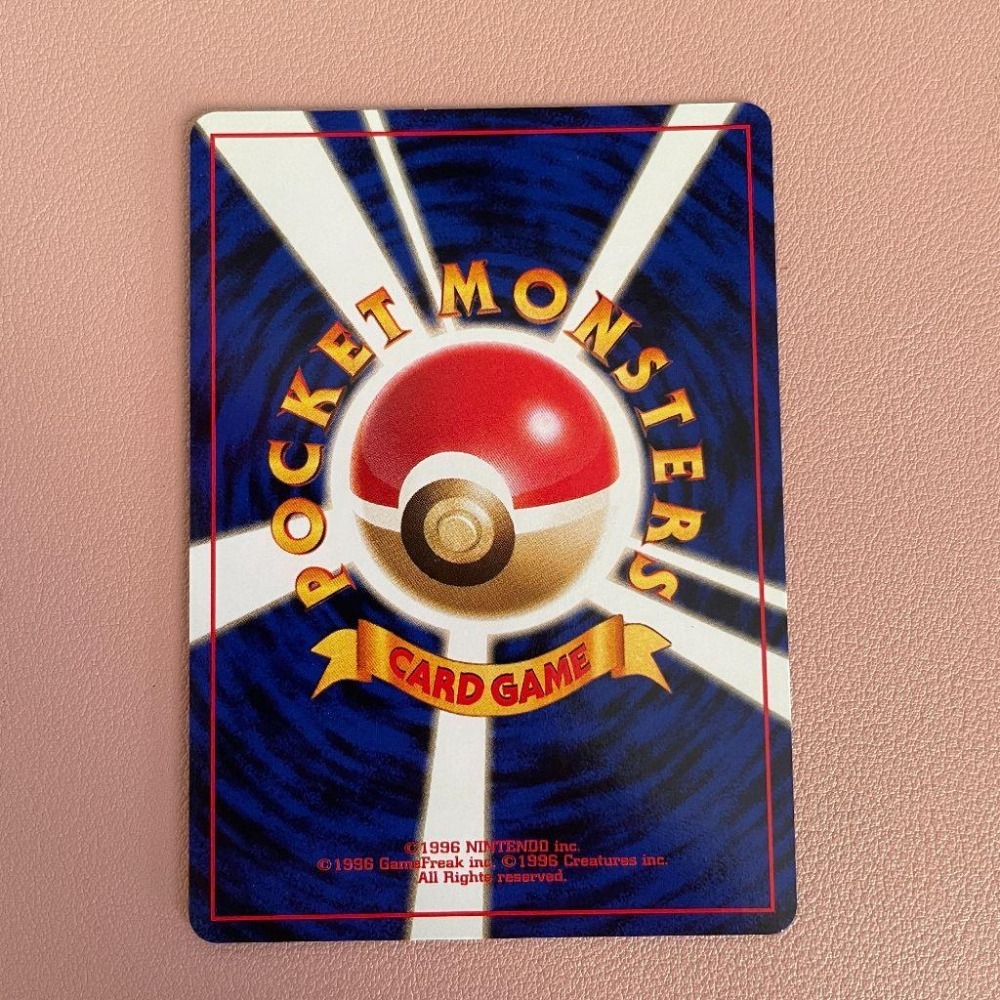 POCKET MONSTERS
CARD GAME
©1996 NINTENDO inc.
©1996 GameFreak inc. ©1996 Creatures inc.
All Rights reserved.